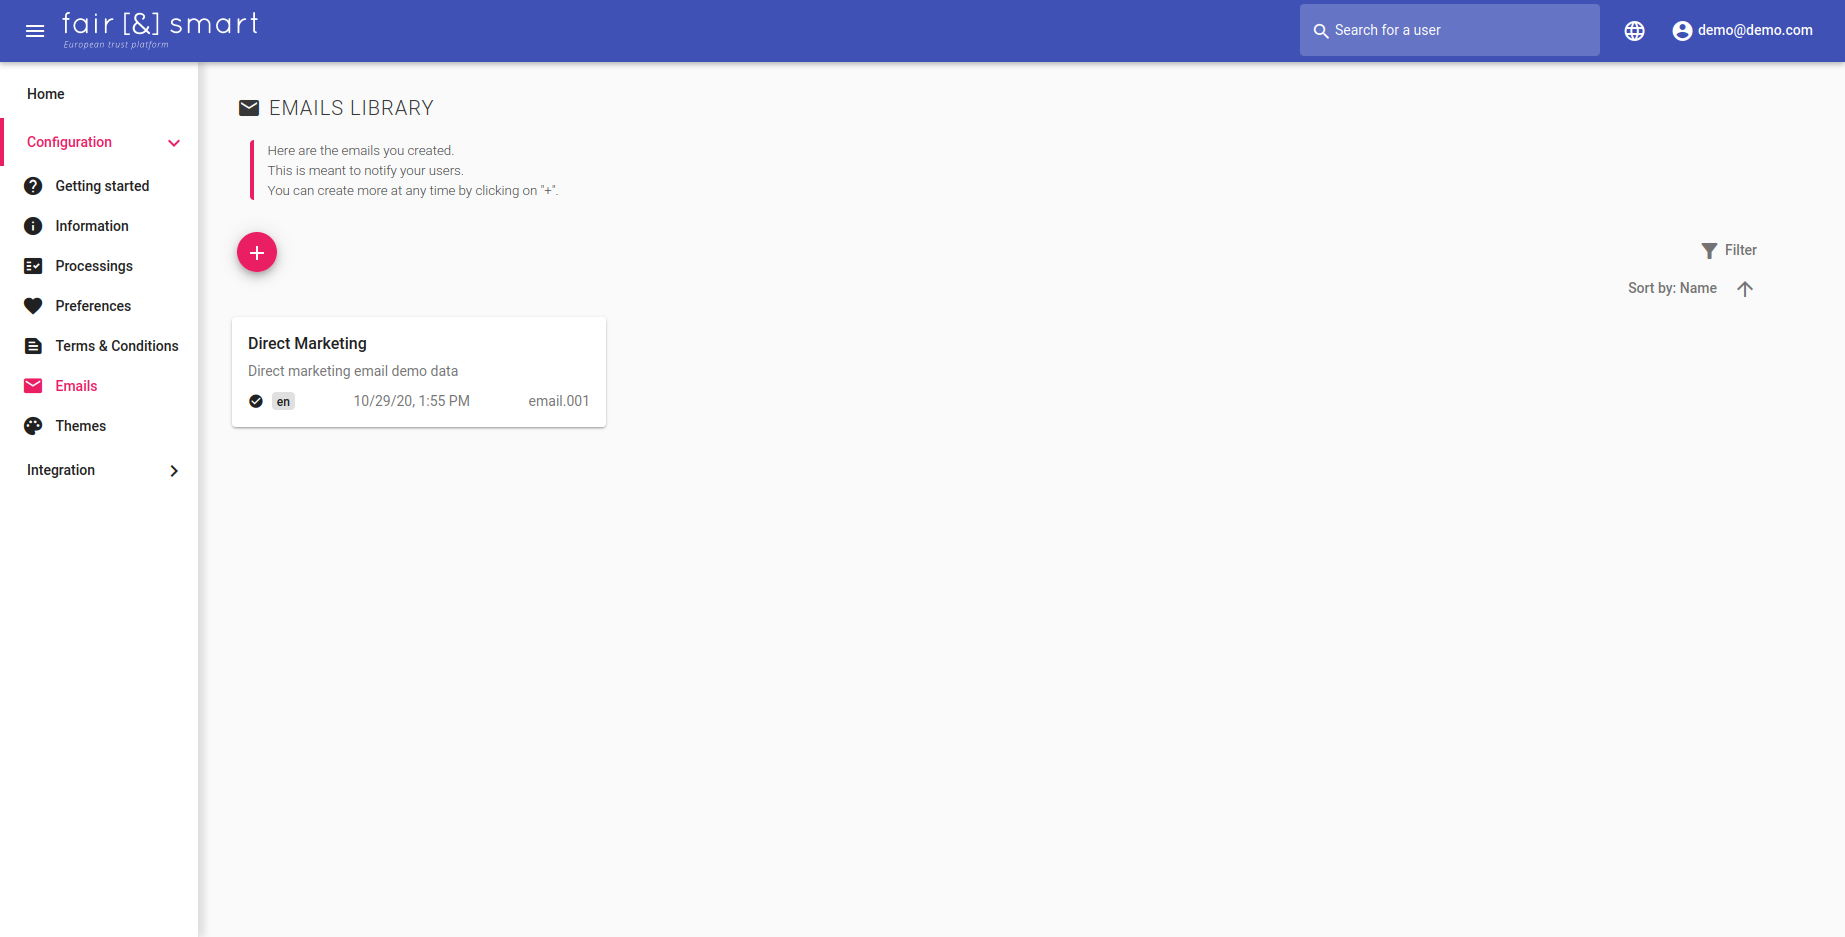 fair [&] smart
European trust platform
Search for a user
demo@demo.com
Home
Configuration
Getting started
Information
Processings
Preferences
Terms & Conditions
Emails
Themes
Integration
EMAILS LIBRARY
Here are the emails you created.
This is meant to notify your users.
You can create more at any time by clicking on "+".
Filter
Sort by: Name
Direct Marketing
Direct marketing email demo data
en 10/29/20, 1:55 PM email.001